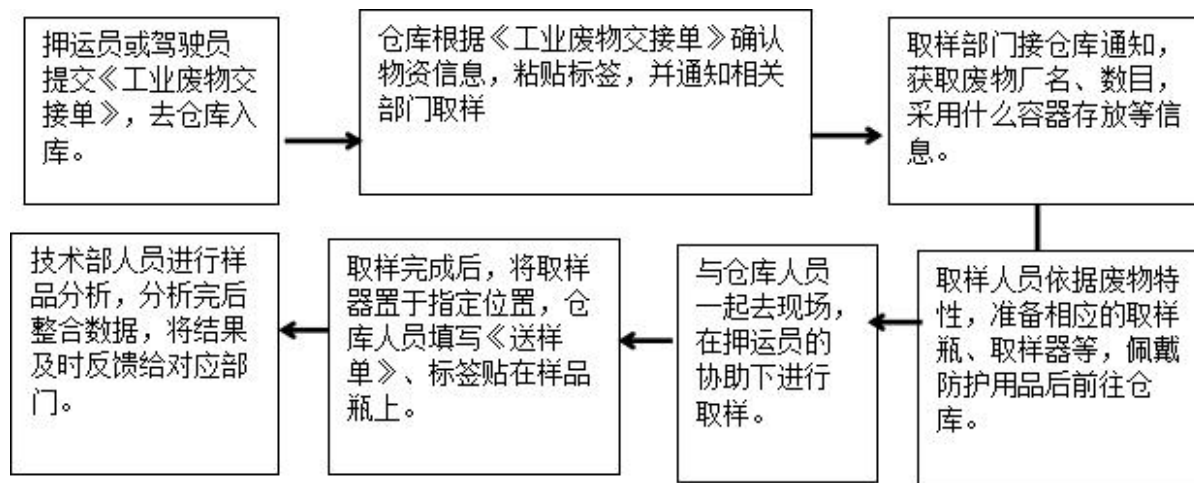 押运员或驾驶员
提交《工业废物交
接单》，去仓库入
库。
仓库根据《工业废物交接单》确认
物资信息，粘贴标签，并通知相关
部门取样
取样部门接仓库通知，
获取废物厂名、数目，
采用什么容器存放等信
息。
取样人员依据废物特
性，准备相应的取样
瓶、取样器等，佩戴
防护用品后前往仓
库。
与仓库人员
一起去现场，
在押运员的
协助下进行
取样。
取样完成后，将取样
器置于指定位置，仓
库人员填写《送样
单》、标签贴在样品
瓶上。
技术部人员进行样
品分析，分析完后
整合数据，将结果
及时反馈给对应部
门。